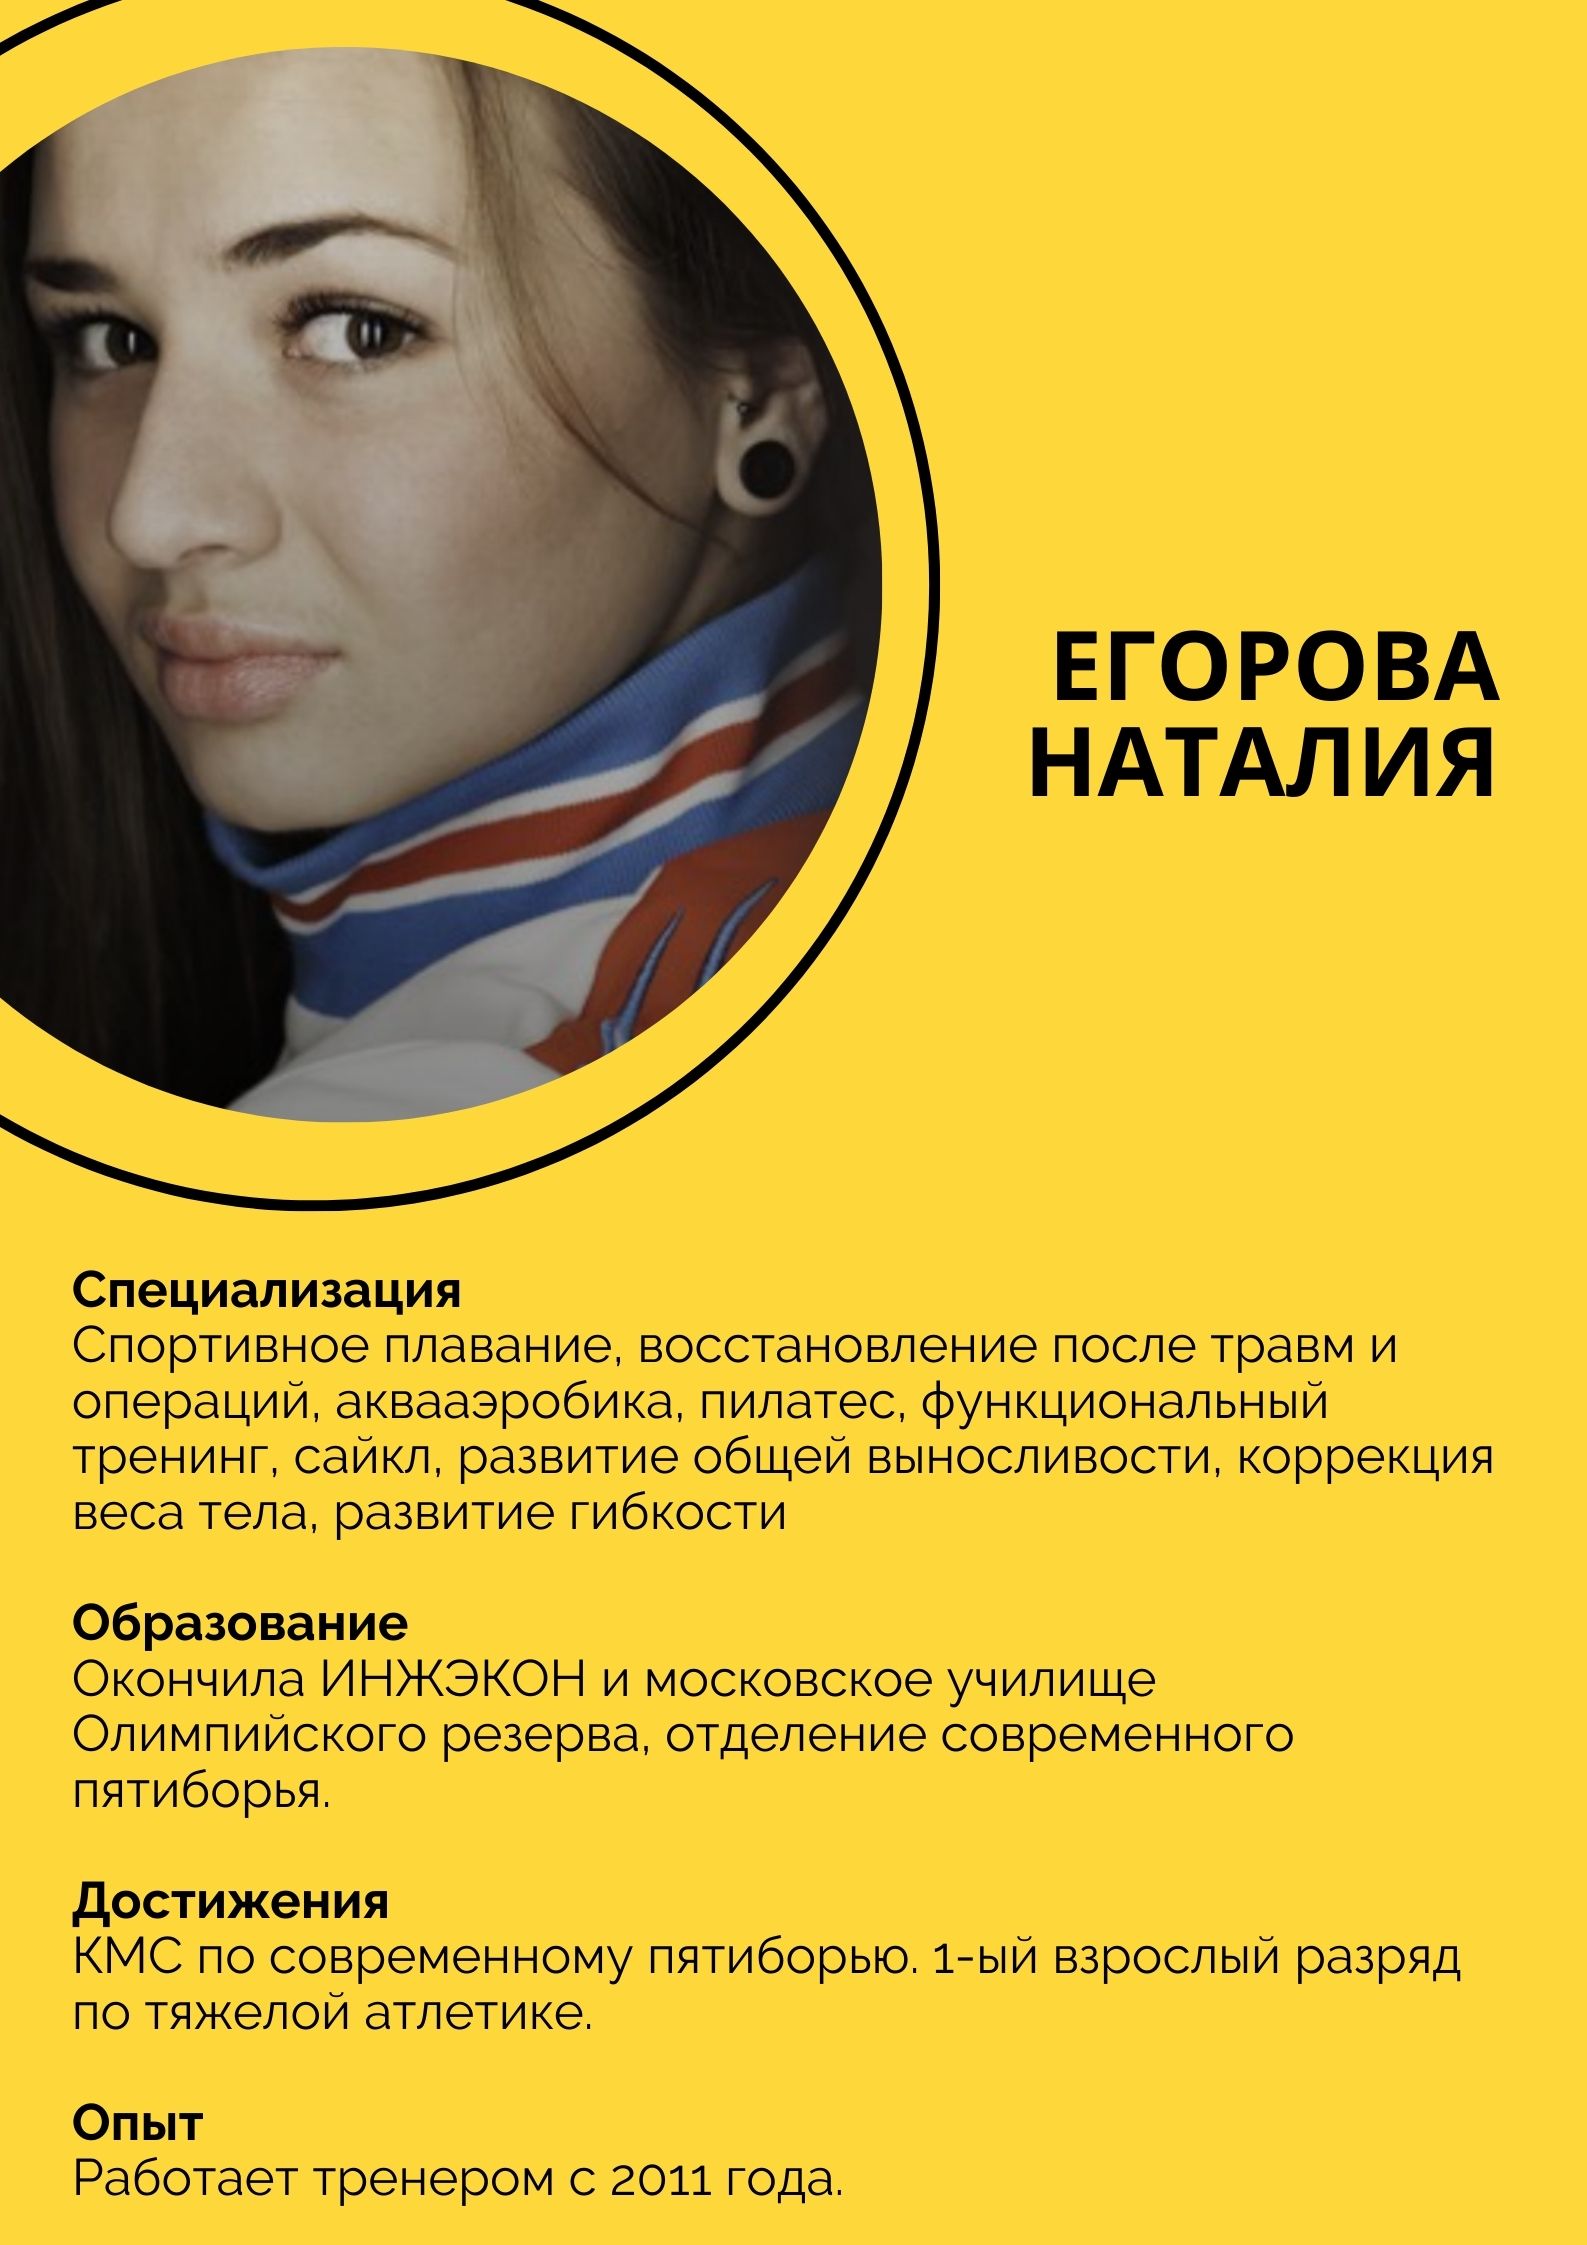 ЕГОРОВА
НАТАЛИЯ
Специализация
Спортивное плавание, восстановление после травм и
операций, аквааэробика, пилатес, функциональный
тренинг, сайкл, развитие общей выносливости, коррекция
веса тела, развитие гибкости
Образование
Окончила ИНЖЭКОН и московское училище
Олимпийского резерва, отделение современного
пятиборья.
Достижения
КМС по современному пятиборью. 1-ый взрослый разряд
по тяжелой атлетике.
Опыт
Работает тренером с 2011 года.